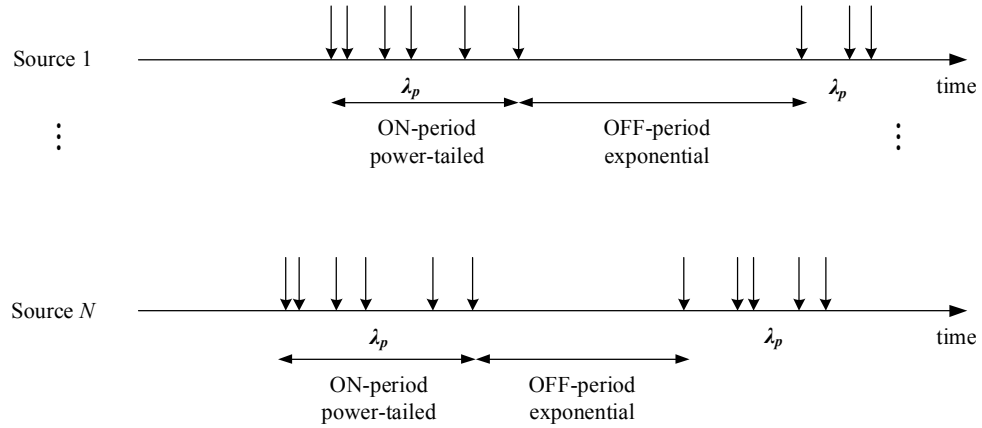 Source 1
λp
λp
time
ON-period
power-tailed
OFF-period
exponential
Source N
λp
λp
time
ON-period
power-tailed
OFF-period
exponential